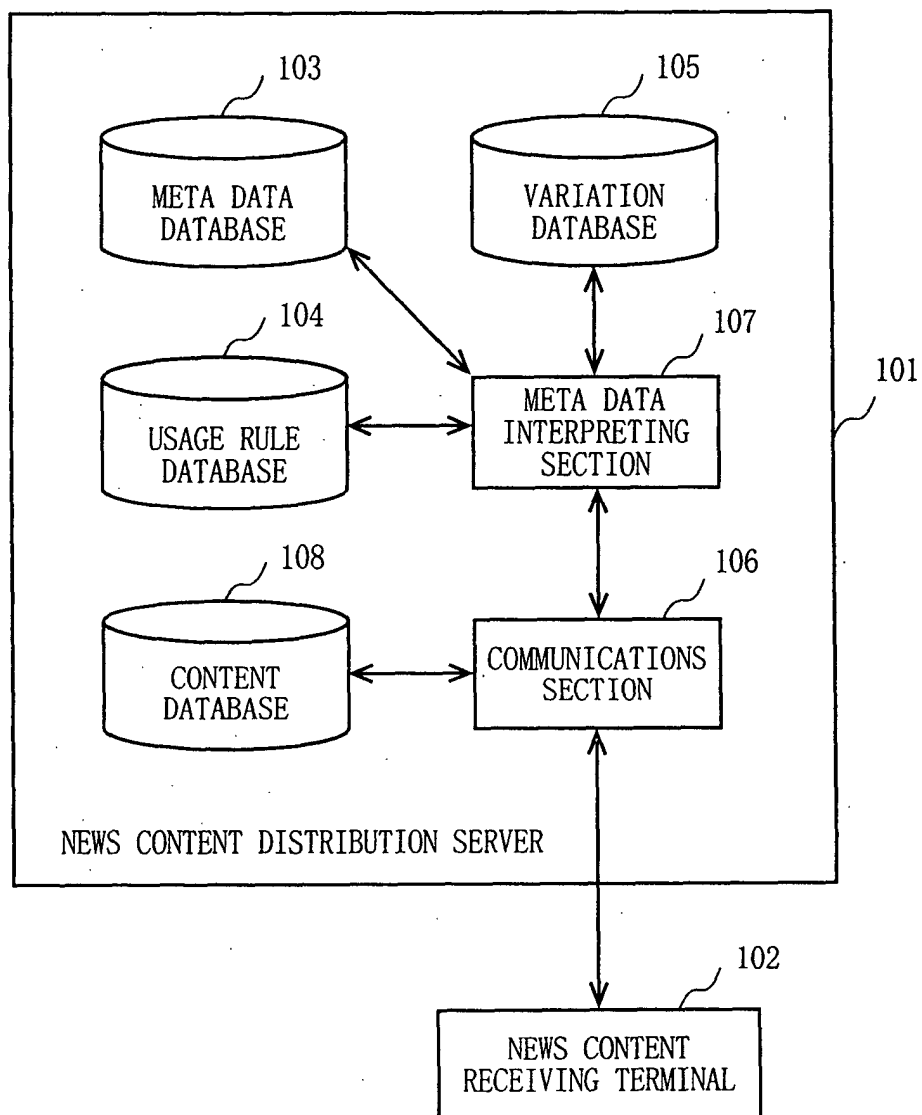 103
105
META DATA
DATABASE
VARIATION
DATABASE
104
107
101
USAGE RULE
DATABASE
META DATA
INTERPRETING
SECTION
108
106
CONTENT
DATABASE
COMMUNICATIONS
SECTION
NEWS CONTENT DISTRIBUTION SERVER
102
NEWS CONTENT
RECEIVING TERMINAL